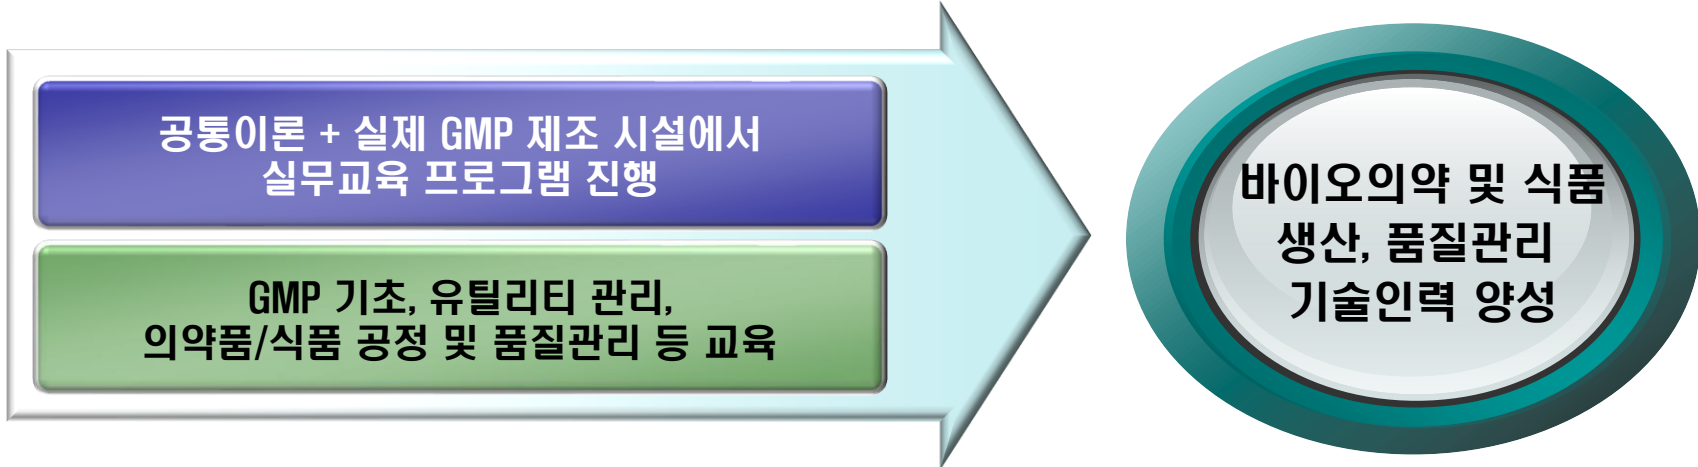 공통이론 + 실제 GMP 제조 시설에서
실무교육 프로그램 진행
GMP 기초, 유틸리티 관리,
의약품/식품 공정 및 품질관리 등 교육
바이오의약 및 식품
생산, 품질관리
기술인력 양성